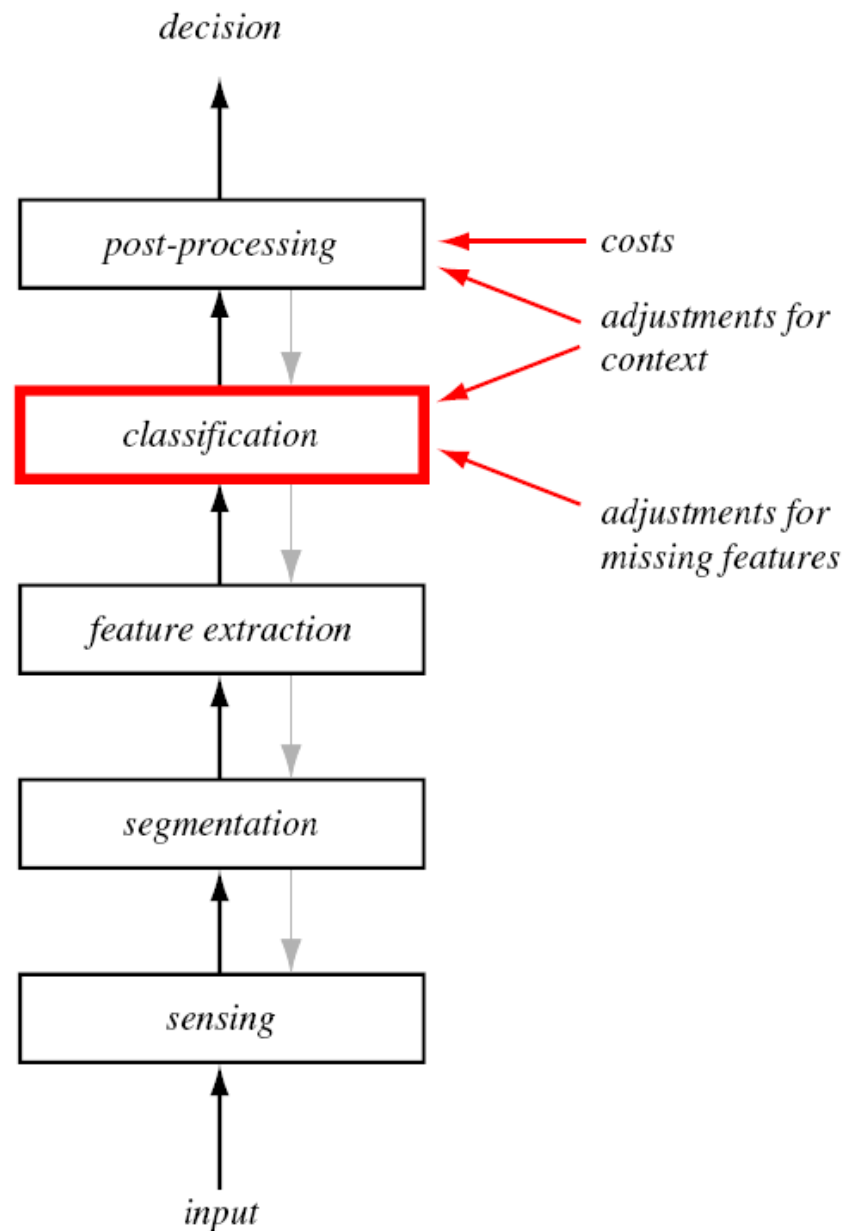 decision
post-processing
costs
adjustments for
context
classification
adjustments for
missing features
feature extraction
segmentation
sensing
input